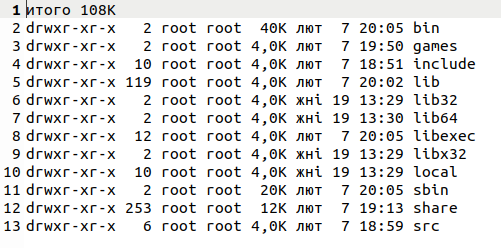 1 итого 108K
2 drwxr-xr-x   2 root root  40K лют  7 20:05 bin
3 drwxr-xr-x   2 root root 4,0K лют  7 19:50 games
4 drwxr-xr-x  10 root root 4,0K лют  7 18:51 include
5 drwxr-xr-x 119 root root 4,0K лют  7 20:02 lib
6 drwxr-xr-x   2 root root 4,0K жні 19 13:29 lib32
7 drwxr-xr-x   2 root root 4,0K жні 19 13:30 lib64
8 drwxr-xr-x  12 root root 4,0K лют  7 20:05 libexec
9 drwxr-xr-x   2 root root 4,0K жні 19 13:29 libx32
10 drwxr-xr-x  10 root root 4,0K жні 19 13:29 local
11 drwxr-xr-x   2 root root  20K лют  7 20:05 sbin
12 drwxr-xr-x 253 root root  12K лют  7 19:13 share
13 drwxr-xr-x   6 root root 4,0K лют  7 18:59 src